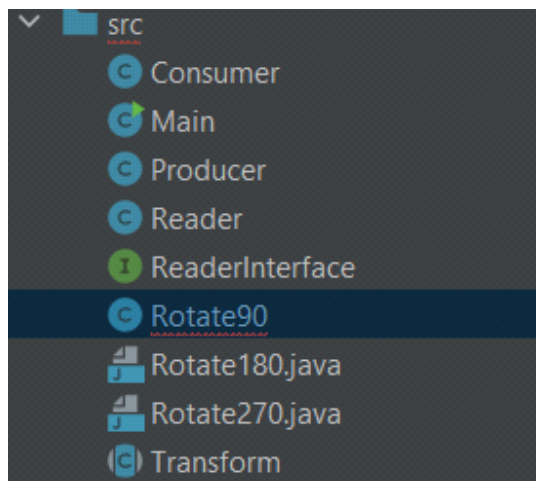 src
C Consumer
C Main
C Producer
C Reader
I ReaderInterface
C Rotate90
J Rotate180.java
J Rotate270.java
C Transform